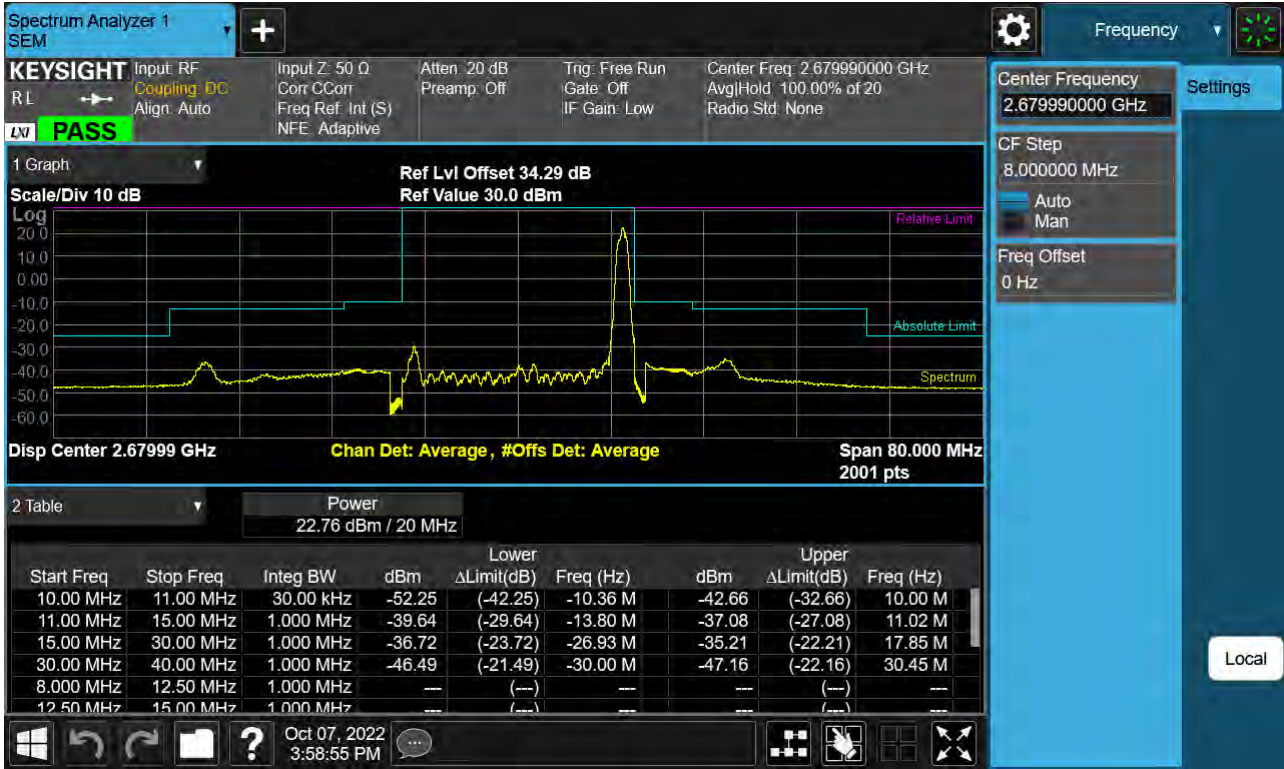 Spectrum Analyzer 1
SEM
+
Frequency
KEYSIGHT
R L
LXI
PASS
Input: RF
Coupling: DC
Align: Auto
Input Z: 50 Ω
Corr CCorr
Freq Ref: Int (S)
NFE: Adaptive
Atten: 20 dB
Preamp: Off
Trig: Free Run
Gate: Off
IF Gain: Low
Center Freq: 2.679990000 GHz
Avg|Hold: 100.00% of 20
Radio Std: None
Center Frequency
2.679990000 GHz
Settings
CF Step
8.000000 MHz
Auto
Man
Freq Offset
0 Hz
1 Graph
Scale/Div 10 dB
Ref Lvl Offset 34.29 dB
Ref Value 30.0 dBm
Log
20.0
10.0
0.00
-10.0
-20.0
-30.0
-40.0
-50.0
-60.0
Relative Limit
Absolute Limit
Spectrum
Disp Center 2.67999 GHz
Chan Det: Average, #Offs Det: Average
Span 80.000 MHz
2001 pts
2 Table
Power
22.76 dBm / 20 MHz
Lower Upper
Start Freq Stop Freq Integ BW dBm ΔLimit(dB) Freq (Hz) dBm ΔLimit(dB) Freq (Hz)
10.00 MHz 11.00 MHz 30.00 kHz -52.25 (-42.25) -10.36 M -42.66 (-32.66) 10.00 M
11.00 MHz 15.00 MHz 1.000 MHz -39.64 (-29.64) -13.80 M -37.08 (-27.08) 11.02 M
15.00 MHz 30.00 MHz 1.000 MHz -36.72 (-23.72) -26.93 M -35.21 (-22.21) 17.85 M
30.00 MHz 40.00 MHz 1.000 MHz -46.49 (-21.49) -30.00 M -47.16 (-22.16) 30.45 M
8.000 MHz 12.50 MHz 1.000 MHz --- (---) --- --- (---) ---
12.50 MHz 15.00 MHz 1.000 MHz --- (---) --- --- (---) ---
Local
?
Oct 07, 2022
3:58:55 PM